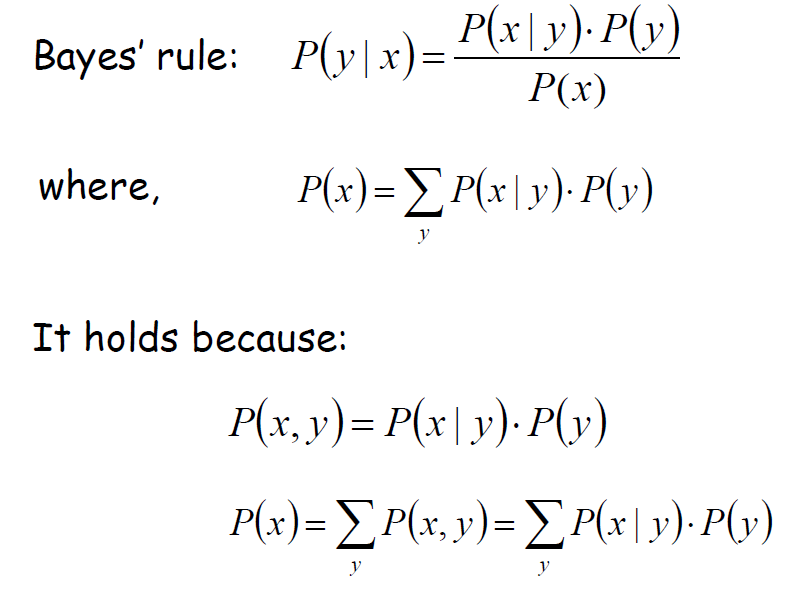 Bayes’ rule: P(y | x) = P(x | y) · P(y) / P(x)
where, P(x) = ∑_y P(x | y) · P(y)
It holds because:
P(x, y) = P(x | y) · P(y)
P(x) = ∑_y P(x, y) = ∑_y P(x | y) · P(y)